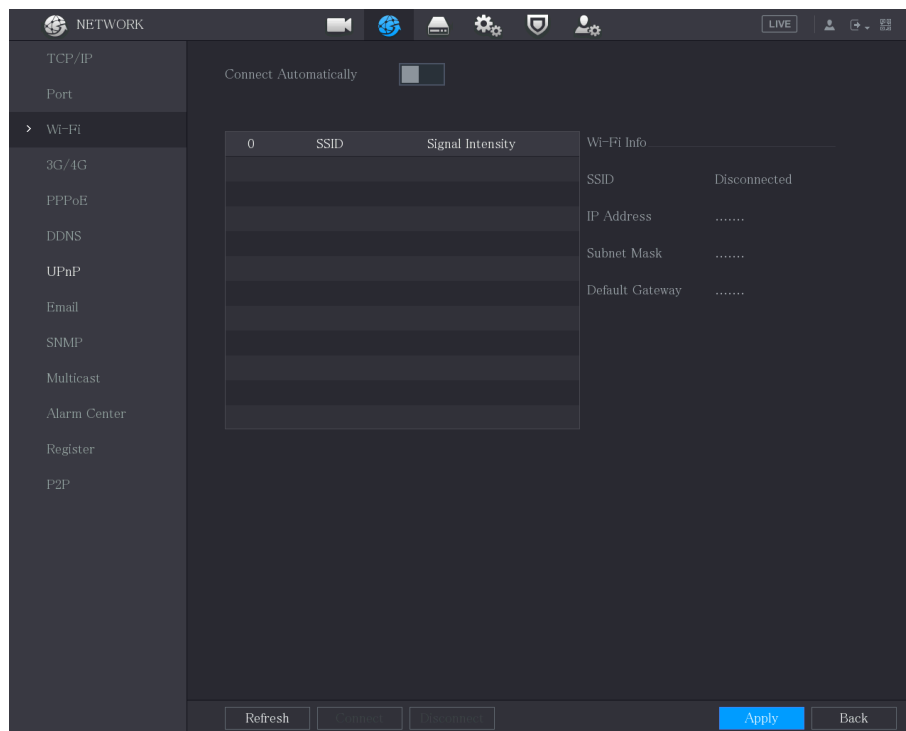 NETWORK
LIVE
TCP/IP
Port
Wi-Fi
3G/4G
PPPoE
DDNS
UPnP
Email
SNMP
Multicast
Alarm Center
Register
P2P
Connect Automatically
0 SSID Signal Intensity
Wi-Fi Info
SSID Disconnected
IP Address .......
Subnet Mask .......
Default Gateway .......
Refresh Connect Disconnect Apply Back